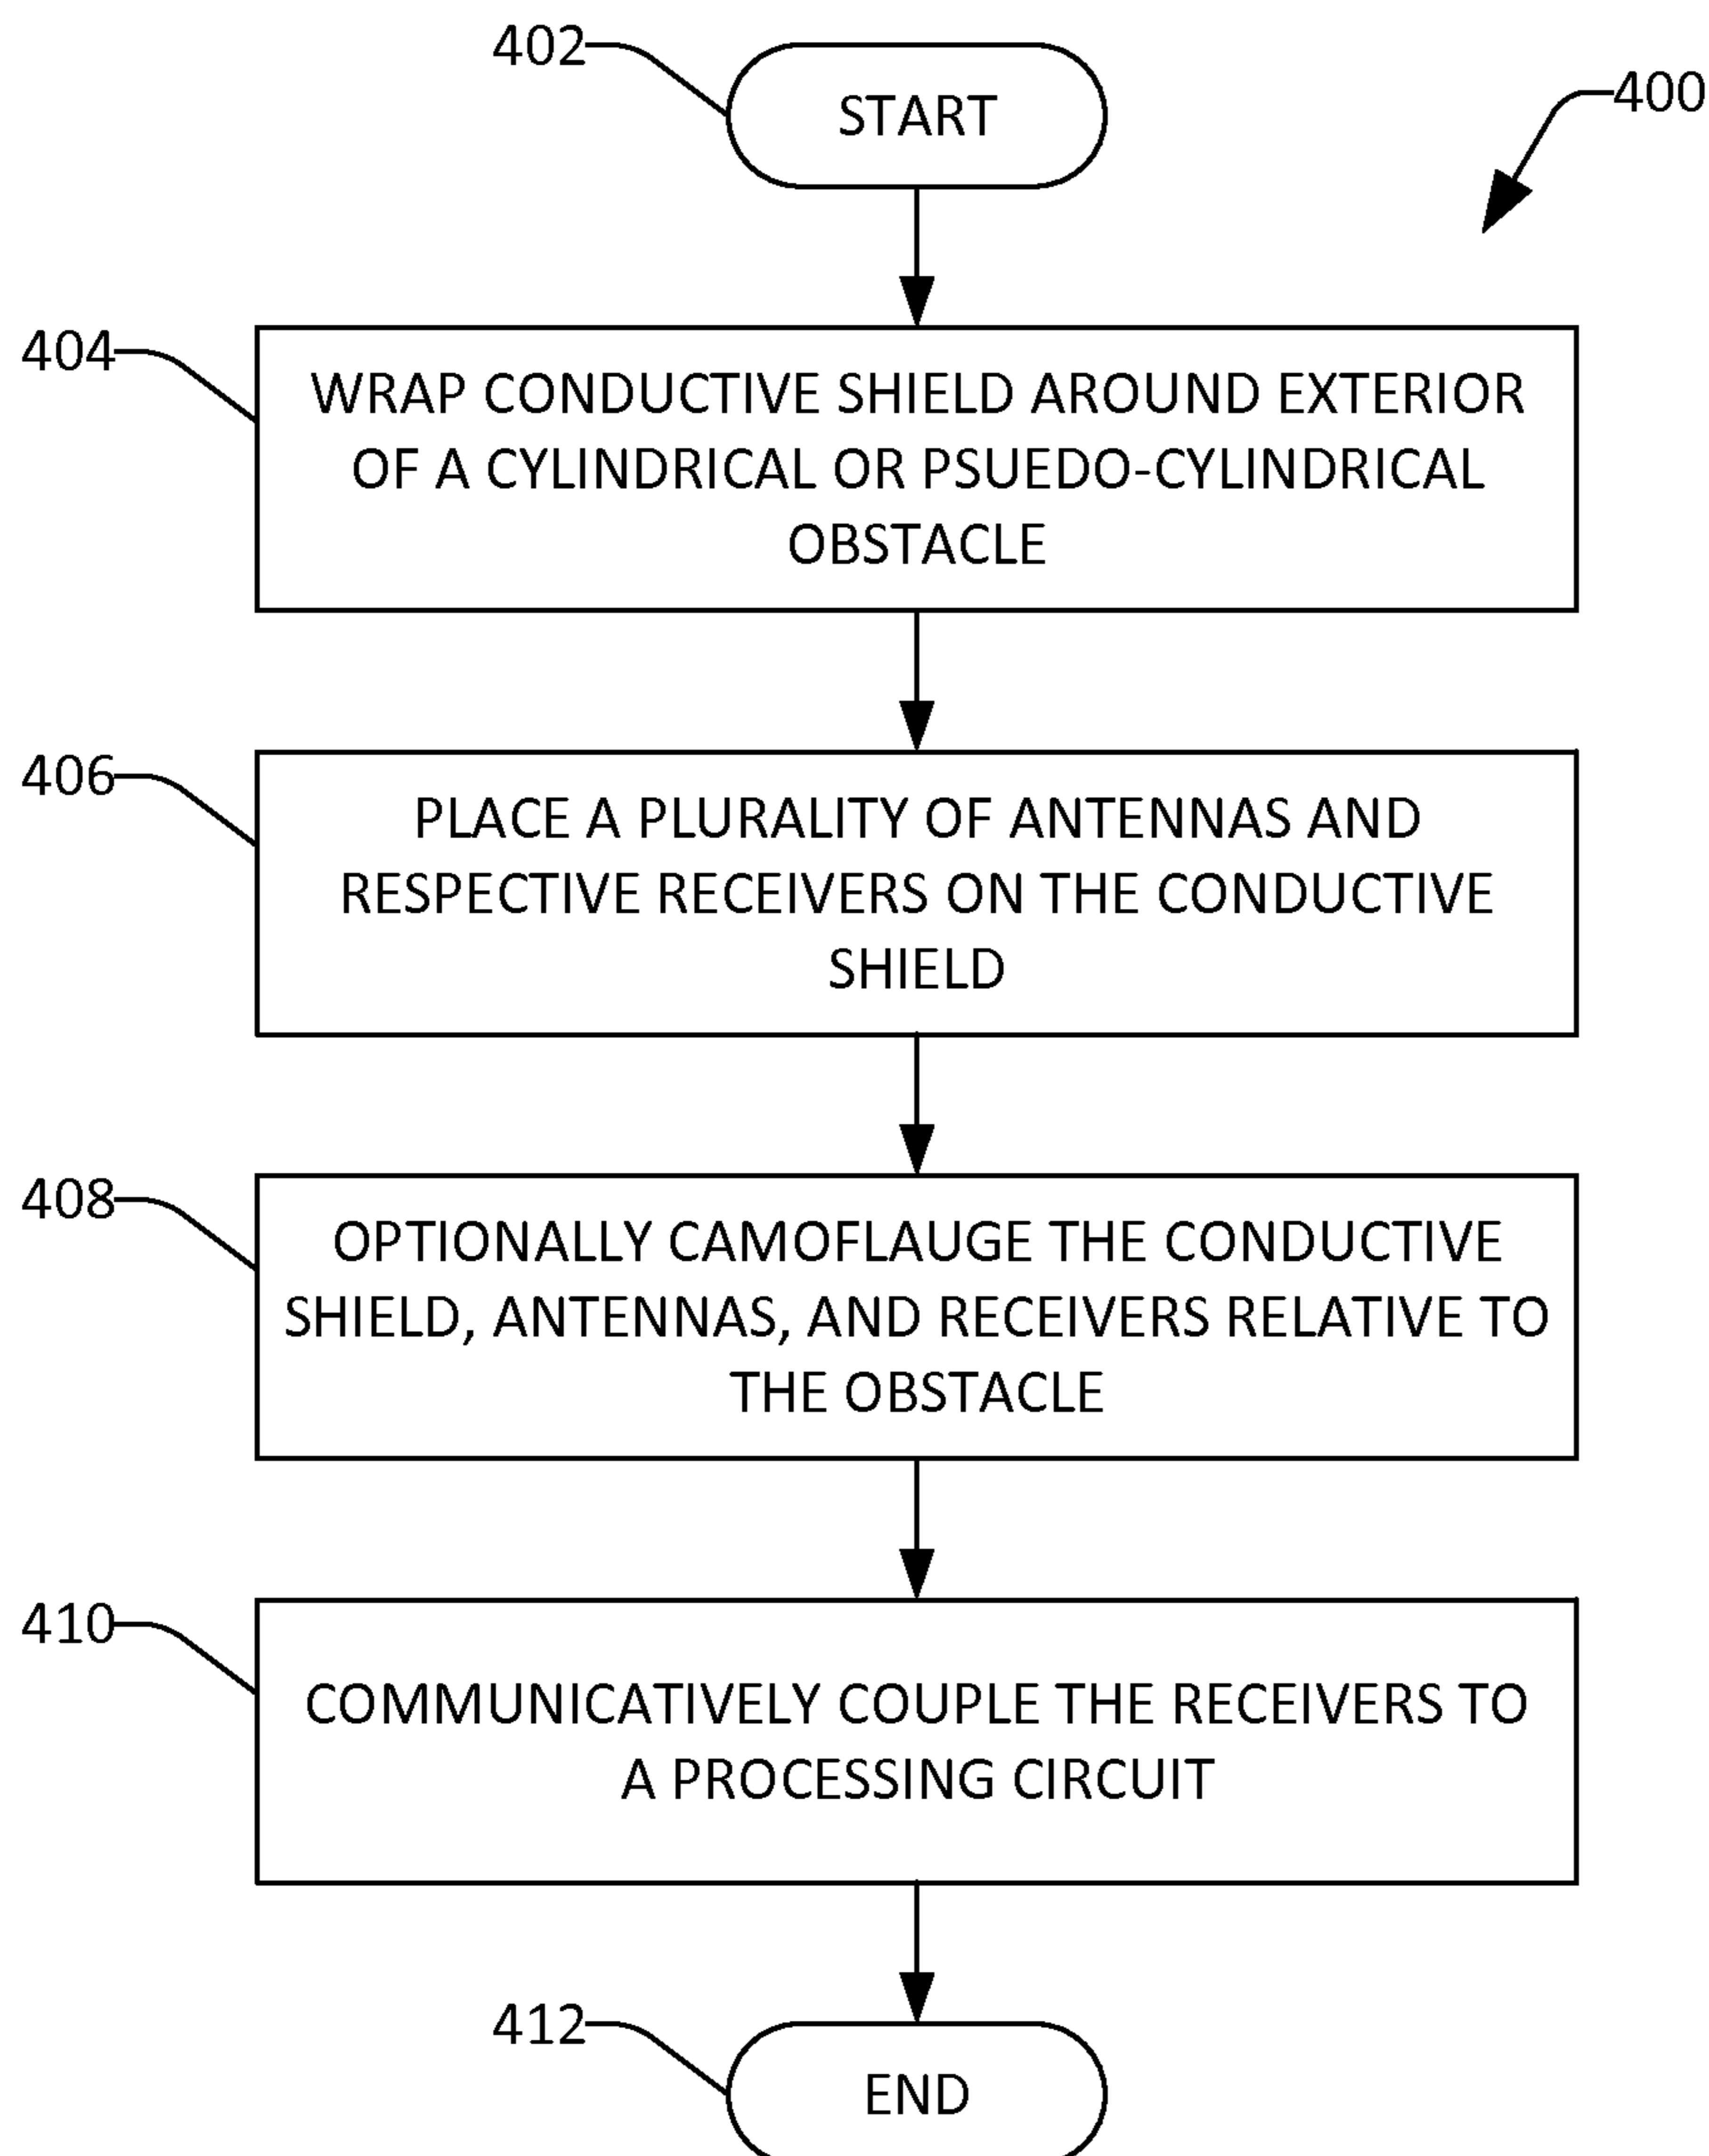 402
START
400
404
WRAP CONDUCTIVE SHIELD AROUND EXTERIOR
OF A CYLINDRICAL OR PSUEDO-CYLINDRICAL
OBSTACLE
406
PLACE A PLURALITY OF ANTENNAS AND
RESPECTIVE RECEIVERS ON THE CONDUCTIVE
SHIELD
408
OPTIONALLY CAMOFLAUGE THE CONDUCTIVE
SHIELD, ANTENNAS, AND RECEIVERS RELATIVE TO
THE OBSTACLE
410
COMMUNICATIVELY COUPLE THE RECEIVERS TO
A PROCESSING CIRCUIT
412
END